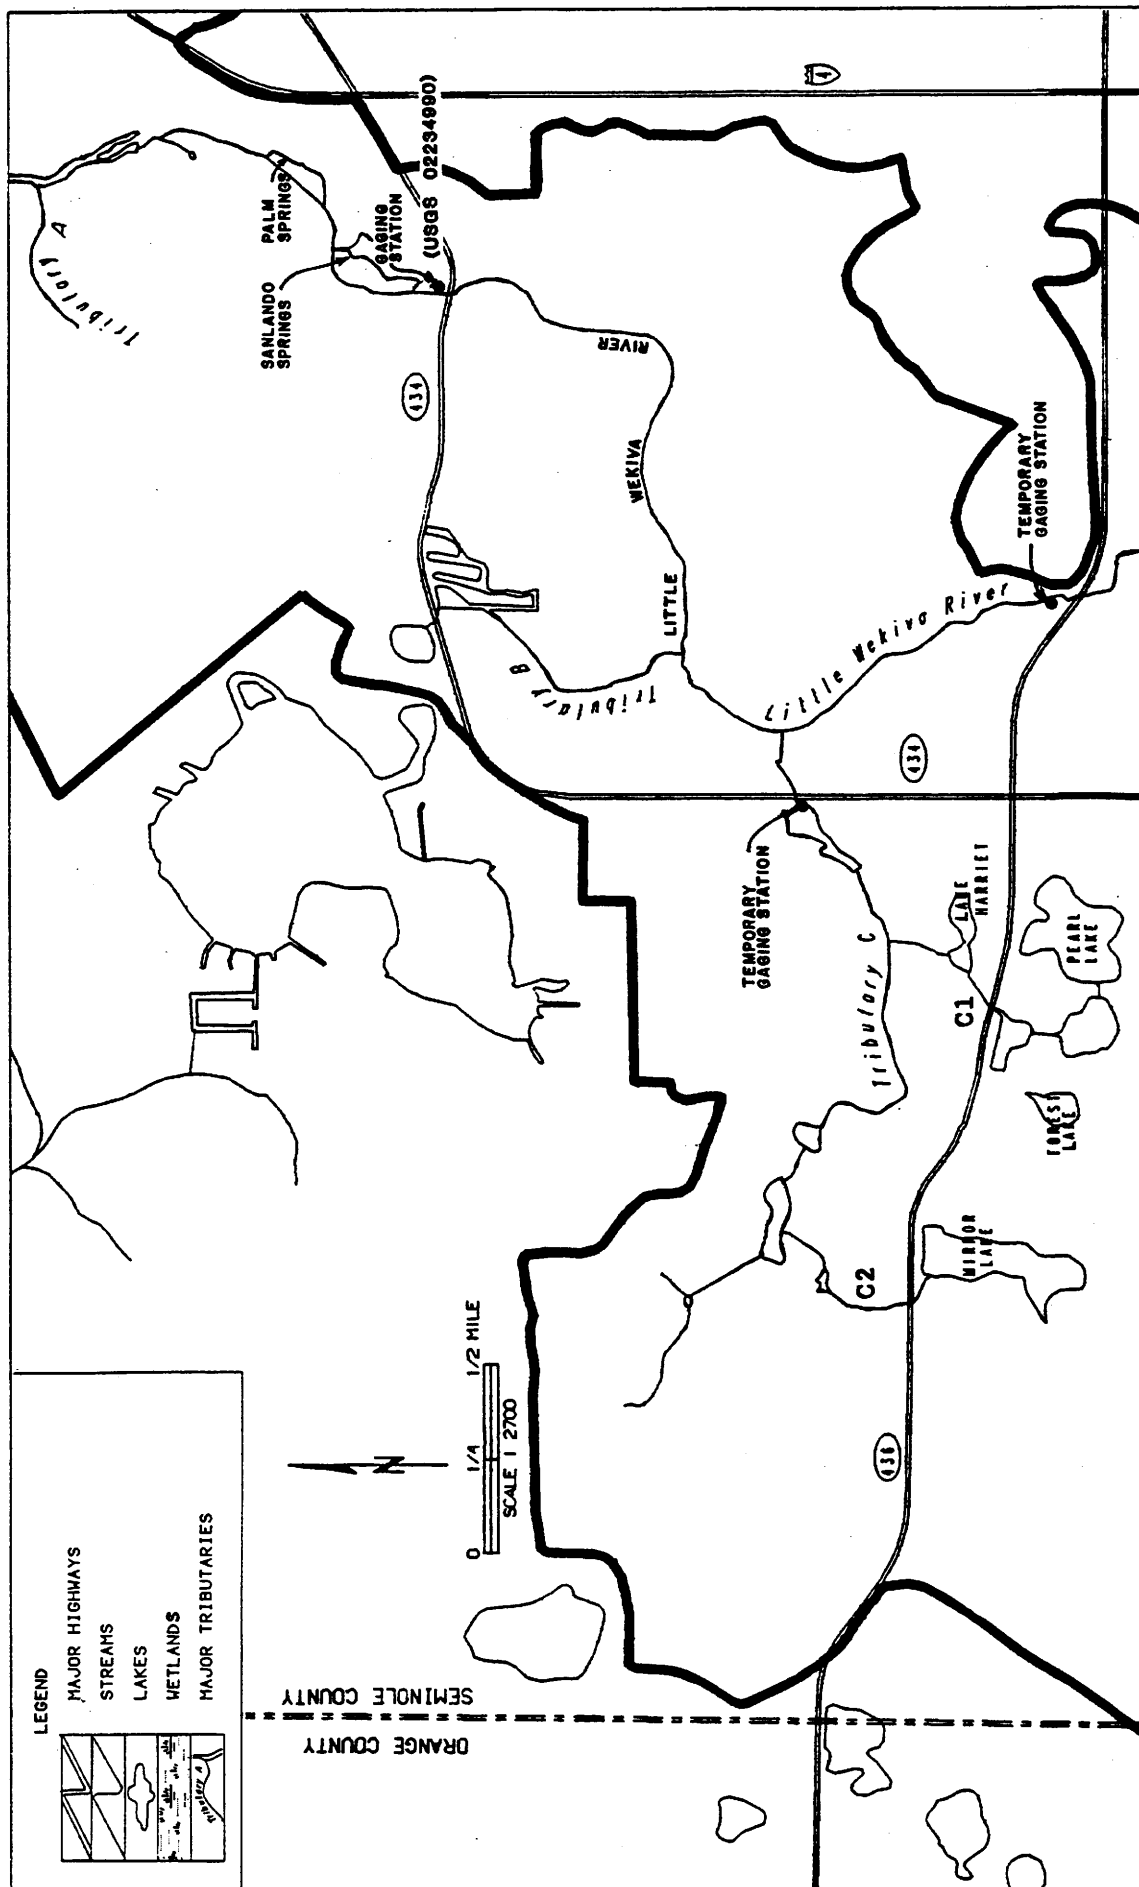 LEGEND
MAJOR HIGHWAYS
STREAMS
LAKES
WETLANDS
MAJOR TRIBUTARIES
Tributary A
ORANGE COUNTY
SEMINOLE COUNTY
0 1/4 1/2 MILE
SCALE 1 2700
N
Tributary A
PALM
SPRINGS
SANLANDO
SPRINGS
GAGING
STATION
(USGS 02234990)
434
4
RIVER
WEKIVA
LITTLE
Tributary B
Little Wekiva River
TEMPORARY
GAGING STATION
434
TEMPORARY
GAGING STATION
Tributary C
LAKE
HARRIET
C1
PEARL
LAKE
FOREST
LAKE
C2
MIRROR
LAKE
436